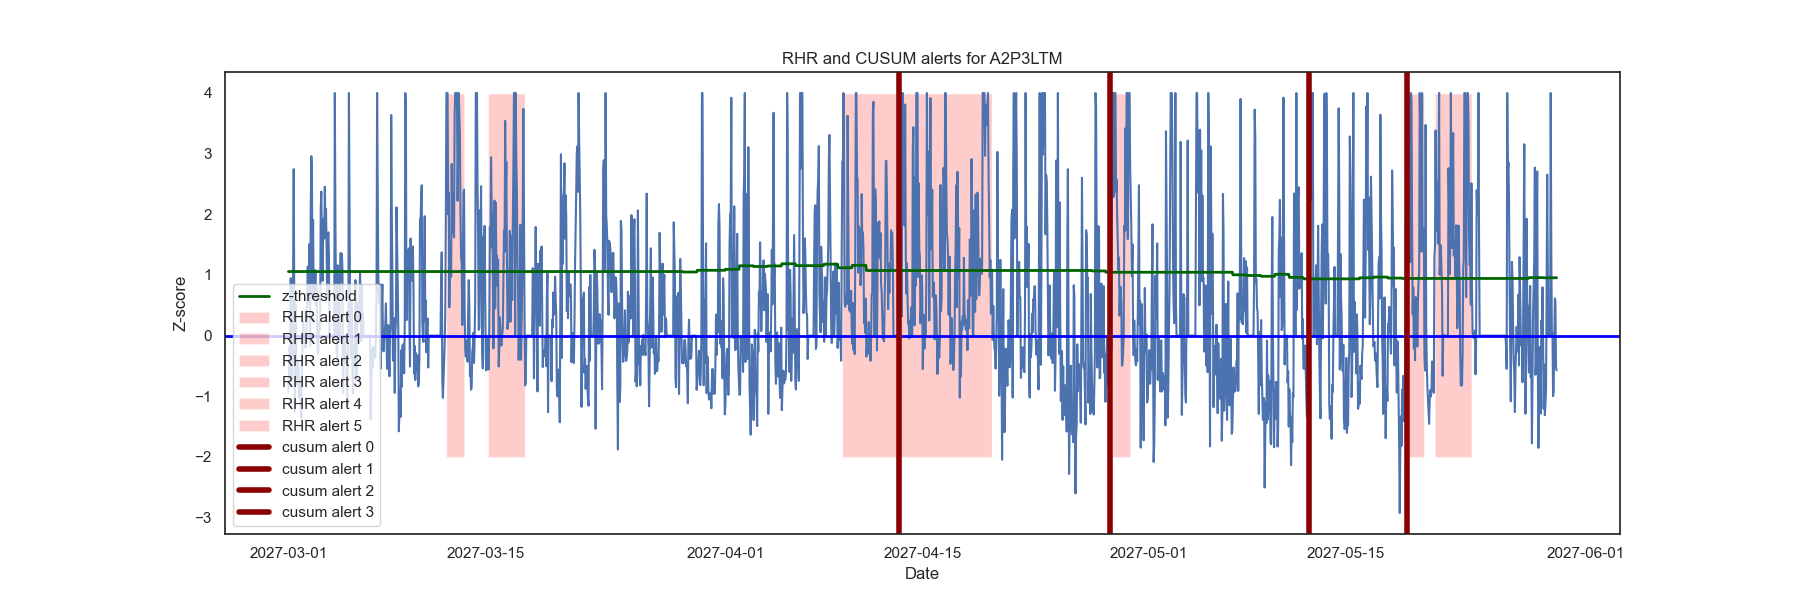 RHR and CUSUM alerts for A2P3LTM
Z-score
4
3
2
1
0
−1
−2
−3
z-threshold
RHR alert 0
RHR alert 1
RHR alert 2
RHR alert 3
RHR alert 4
RHR alert 5
cusum alert 0
cusum alert 1
cusum alert 2
cusum alert 3
2027-03-01
2027-03-15
2027-04-01
2027-04-15
2027-05-01
2027-05-15
2027-06-01
Date